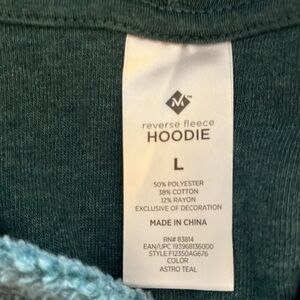 M™
reverse fleece
HOODIE
L
50% POLYESTER
38% COTTON
12% RAYON
EXCLUSIVE OF DECORATION
MADE IN CHINA
RN# 83814
EAN/UPC 193968136000
STYLE F12350AG676
COLOR
ASTRO TEAL